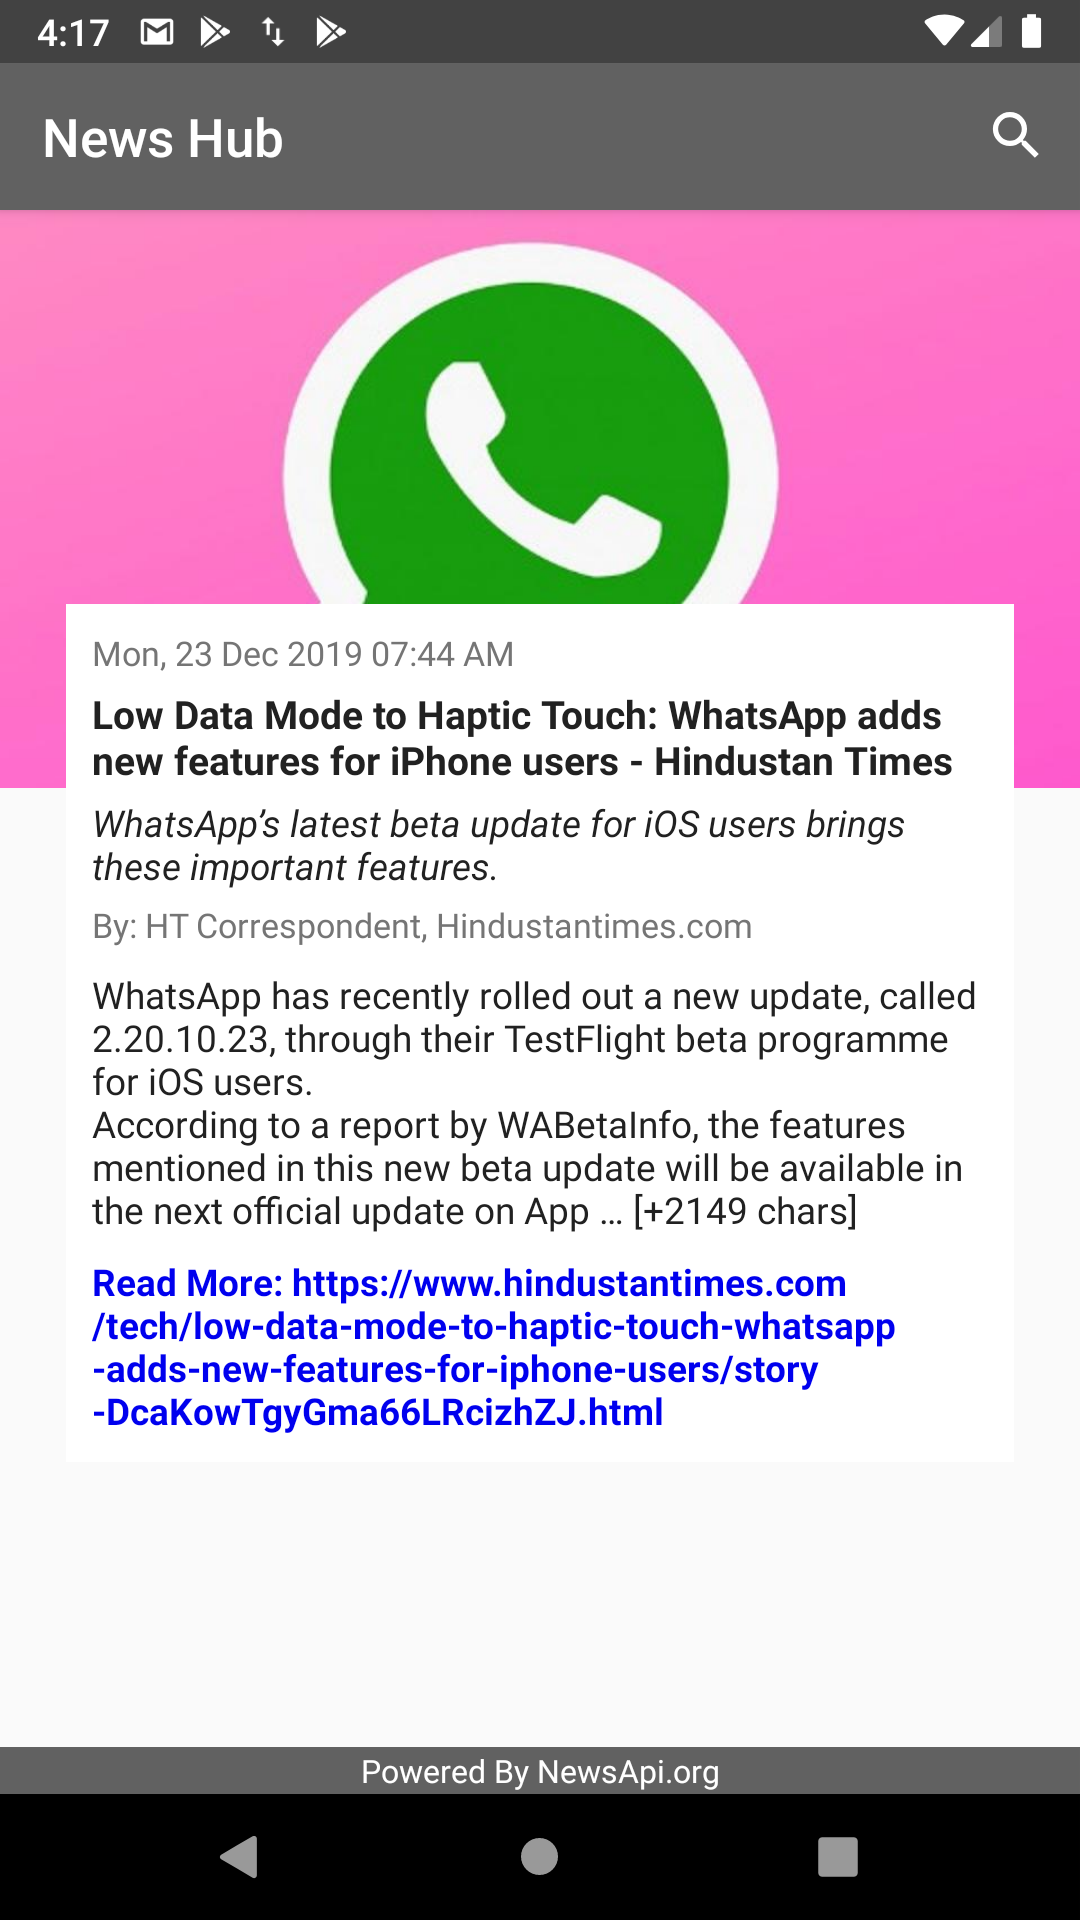 4:17
News Hub
Mon, 23 Dec 2019 07:44 AM
Low Data Mode to Haptic Touch: WhatsApp adds
new features for iPhone users - Hindustan Times
WhatsApp’s latest beta update for iOS users brings
these important features.
By: HT Correspondent, Hindustantimes.com
WhatsApp has recently rolled out a new update, called
2.20.10.23, through their TestFlight beta programme
for iOS users.
According to a report by WABetaInfo, the features
mentioned in this new beta update will be available in
the next official update on App … [+2149 chars]
Read More: https://www.hindustantimes.com
/tech/low-data-mode-to-haptic-touch-whatsapp
-adds-new-features-for-iphone-users/story
-DcaKowTgyGma66LRcizhZJ.html
Powered By NewsApi.org